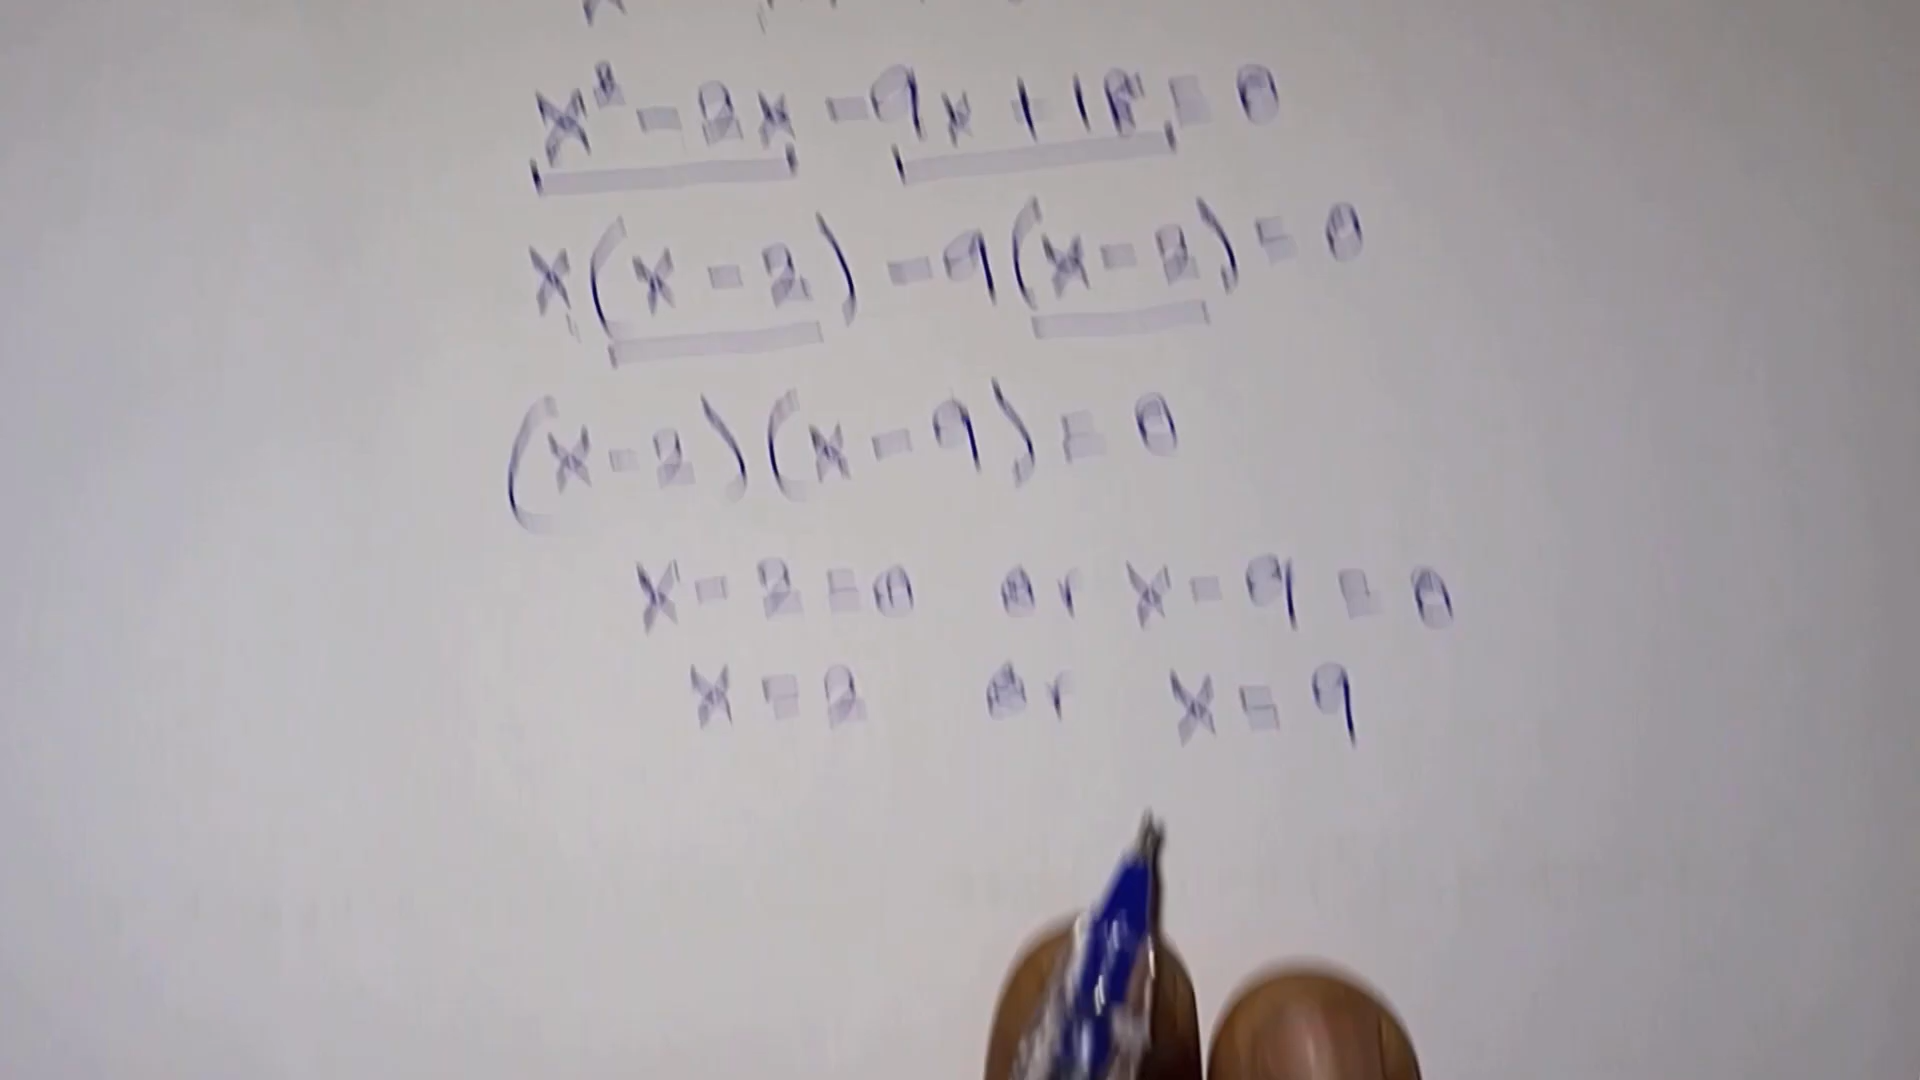 x² - 2x - 9x + 18 = 0
x(x - 2) - 9(x - 2) = 0
(x - 2)(x - 9) = 0
x - 2 = 0 or x - 9 = 0
x = 2 or x = 9